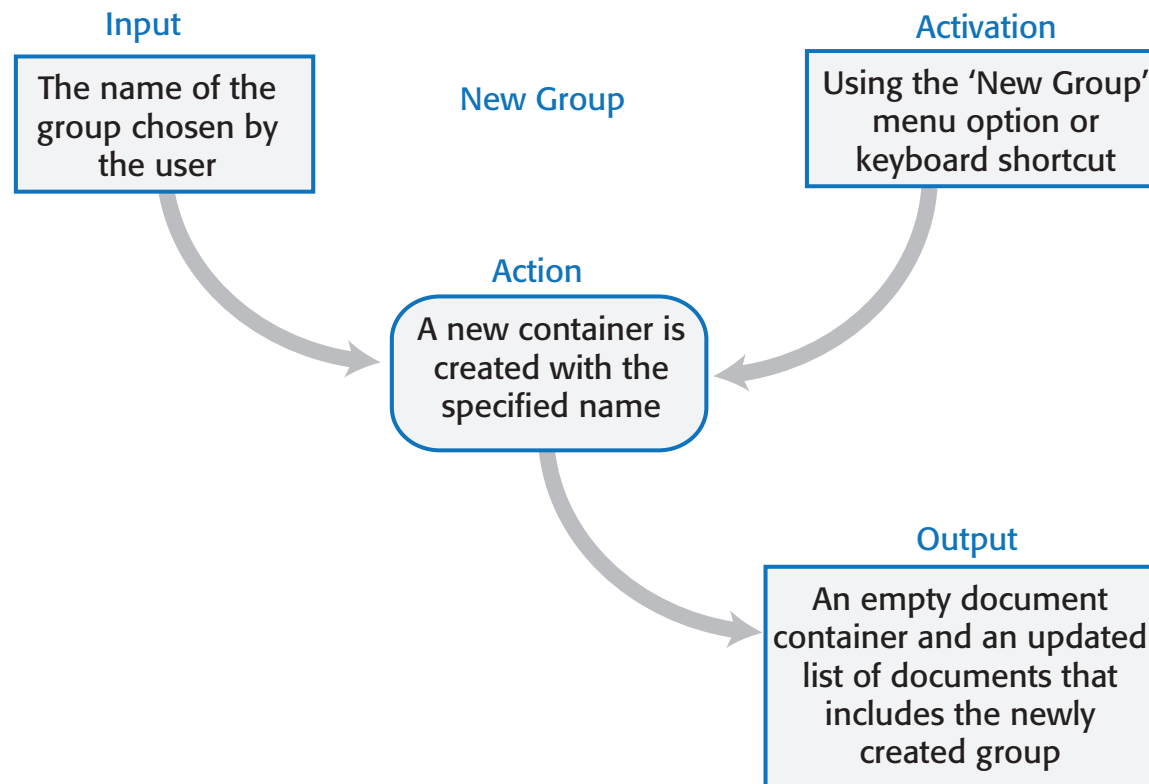 Input
The name of the
group chosen by
the user
New Group
Activation
Using the ‘New Group’
menu option or
keyboard shortcut
Action
A new container is
created with the
specified name
Output
An empty document
container and an updated
list of documents that
includes the newly
created group